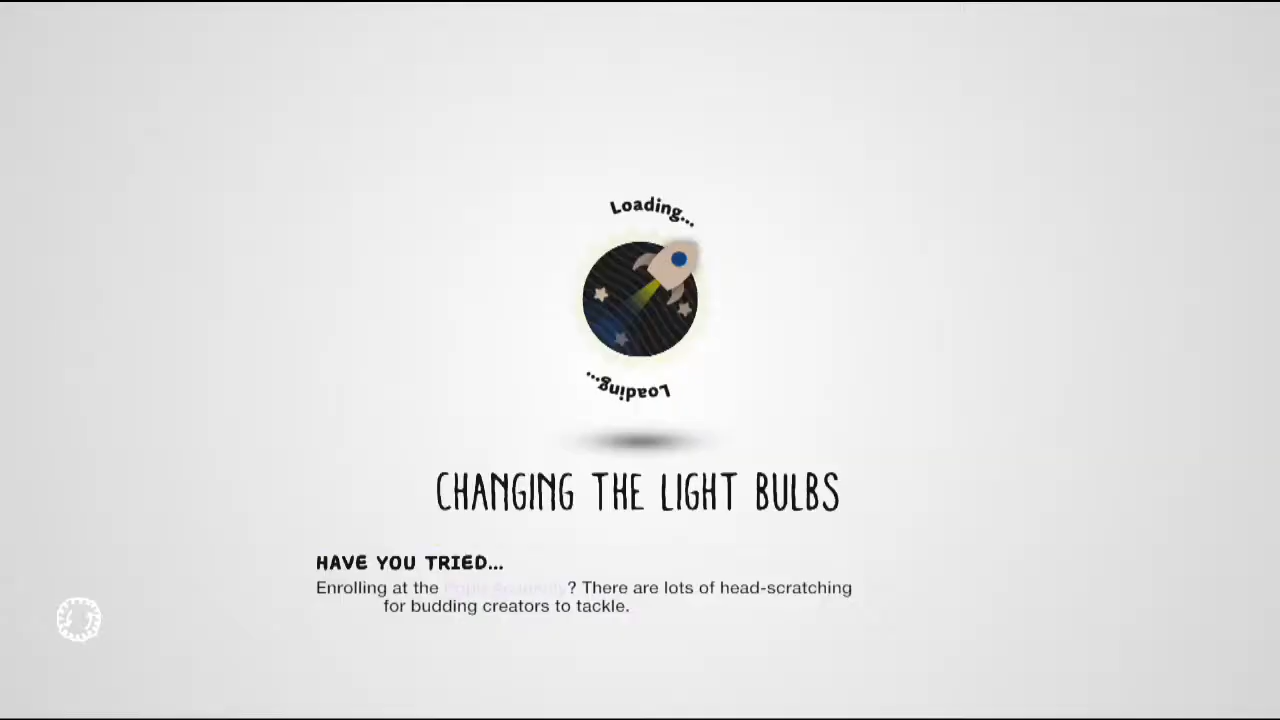 Loading...
Loading...
CHANGING THE LIGHT BULBS
HAVE YOU TRIED...
Enrolling at the ? There are lots of head-scratching
for budding creators to tackle.